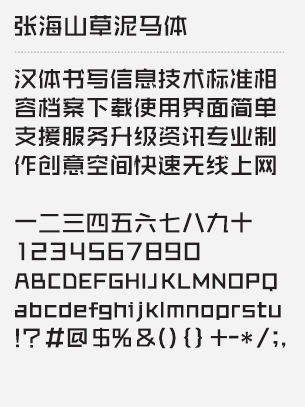 张海山草泥马体
汉体书写信息技术标准相
容档案下载使用界面简单
支援服务升级资讯专业制
作创意空间快速无线上网
一二三四五六七八九十
1234567890
ABCDEFGHIJKLMNOPQ
abcdefghijklmnopqrstu
!?#@$%&(){}+-*/;,